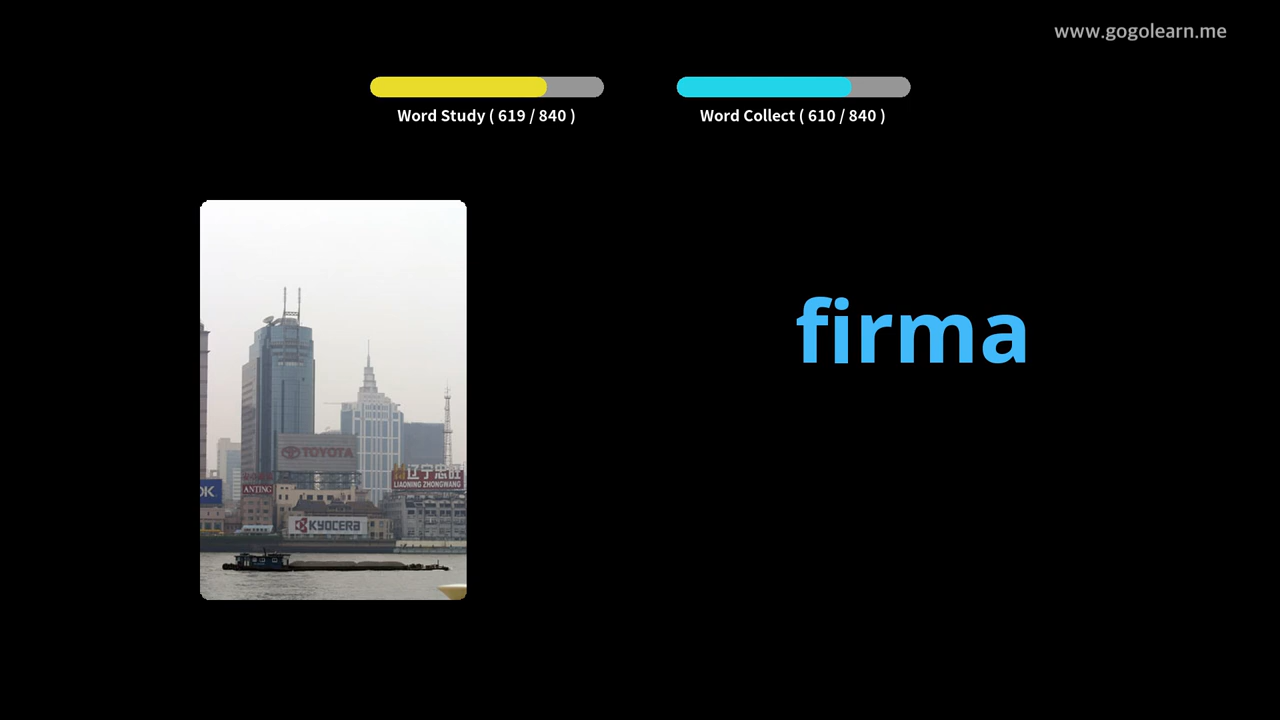 www.gogolearn.me
Word Study ( 619 / 840 )
Word Collect ( 610 / 840 )
firma
TOYOTA
辽宁忠旺
LIAONING ZHONGWANG
OK
ANTING
KYOCERA